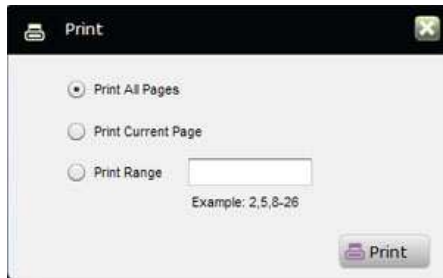 Print
Print All Pages
Print Current Page
Print Range
Example: 2,5,8-26
Print